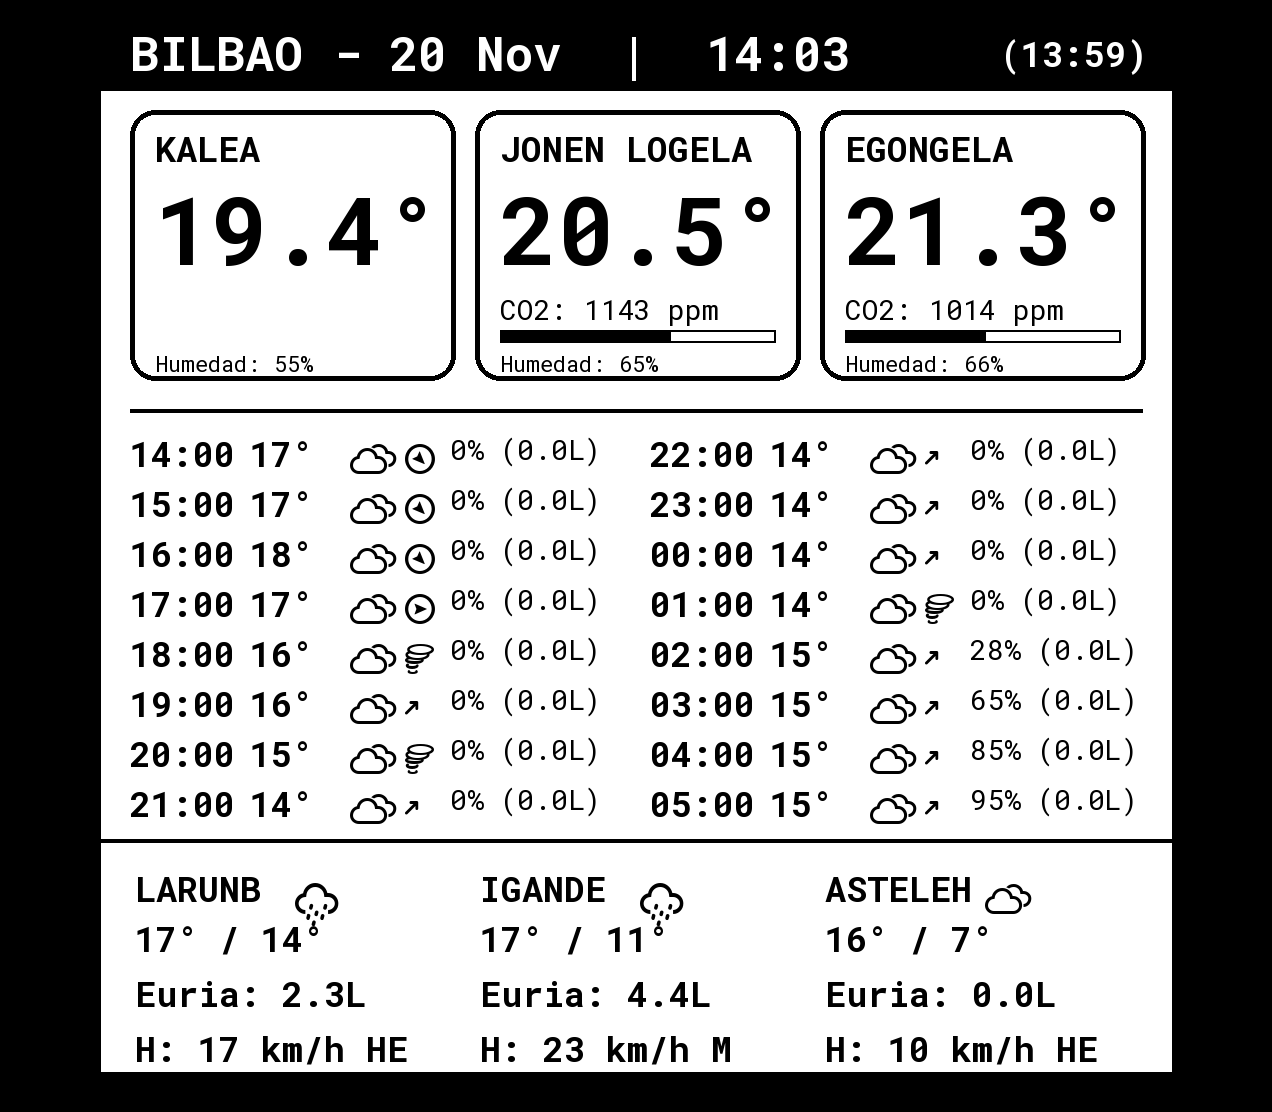 BILBAO - 20 Nov | 14:03 (13:59)
KALEA
19.4°
Humedad: 55%
JONEN LOGELA
20.5°
CO2: 1143 ppm
Humedad: 65%
EGONGELA
21.3°
CO2: 1014 ppm
Humedad: 66%
14:00 17° 0% (0.0L)
15:00 17° 0% (0.0L)
16:00 18° 0% (0.0L)
17:00 17° 0% (0.0L)
18:00 16° 0% (0.0L)
19:00 16° 0% (0.0L)
20:00 15° 0% (0.0L)
21:00 14° 0% (0.0L)
22:00 14° 0% (0.0L)
23:00 14° 0% (0.0L)
00:00 14° 0% (0.0L)
01:00 14° 0% (0.0L)
02:00 15° 28% (0.0L)
03:00 15° 65% (0.0L)
04:00 15° 85% (0.0L)
05:00 15° 95% (0.0L)
LARUNB
17° / 14°
Euria: 2.3L
H: 17 km/h HE
IGANDE
17° / 11°
Euria: 4.4L
H: 23 km/h M
ASTELEH
16° / 7°
Euria: 0.0L
H: 10 km/h HE